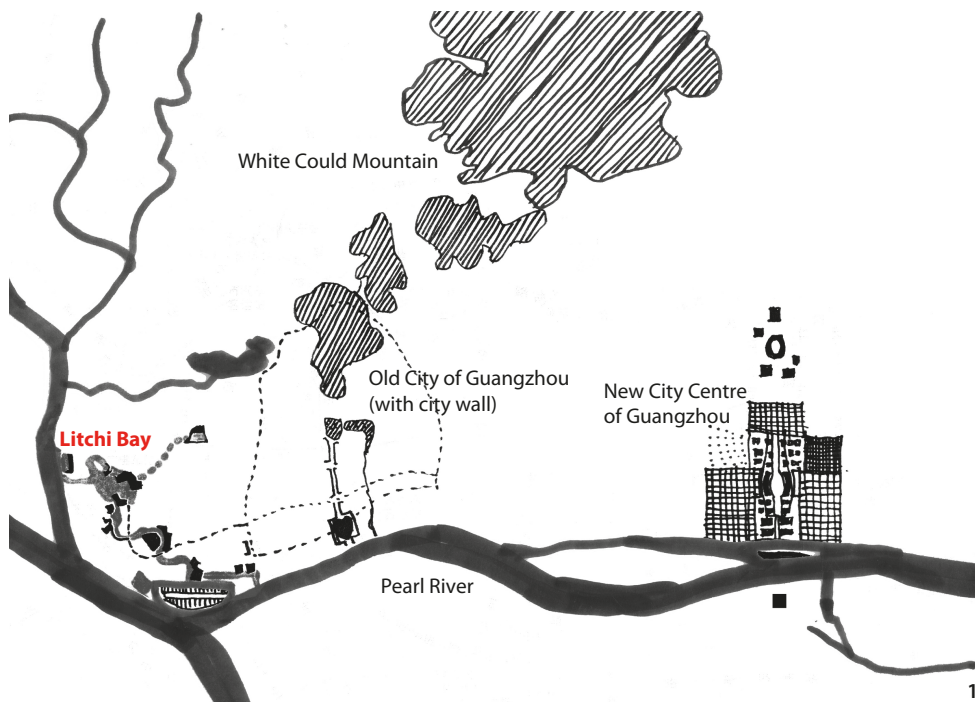 White Could Mountain
Old City of Guangzhou
(with city wall)
New City Centre
of Guangzhou
Litchi Bay
Pearl River
1